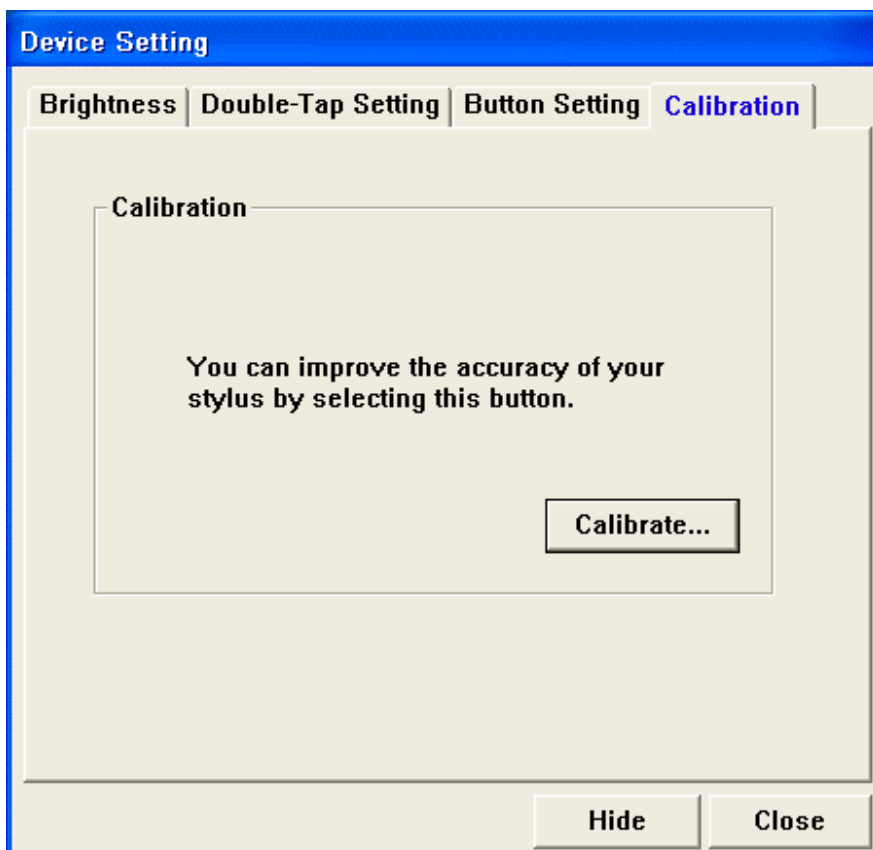 Device Setting
Brightness Double-Tap Setting Button Setting Calibration
Calibration
You can improve the accuracy of your
stylus by selecting this button.
Calibrate...
Hide Close